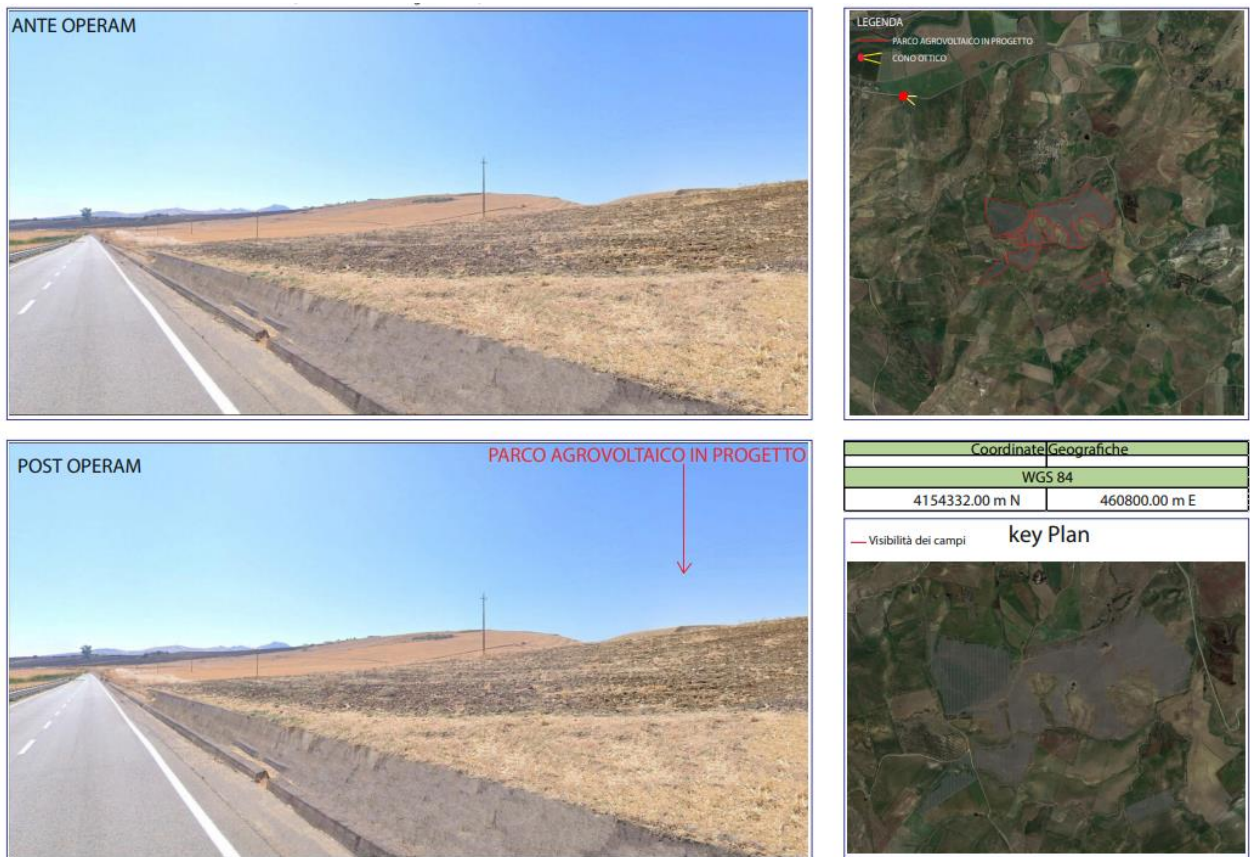 ANTE OPERAM
LEGENDA
PARCO AGROVOLTAICO IN PROGETTO
CONO OTTICO
POST OPERAM
PARCO AGROVOLTAICO IN PROGETTO
Coordinate Geografiche
WGS 84
4154332.00 m N 460800.00 m E
Visibilità dei campi
key Plan